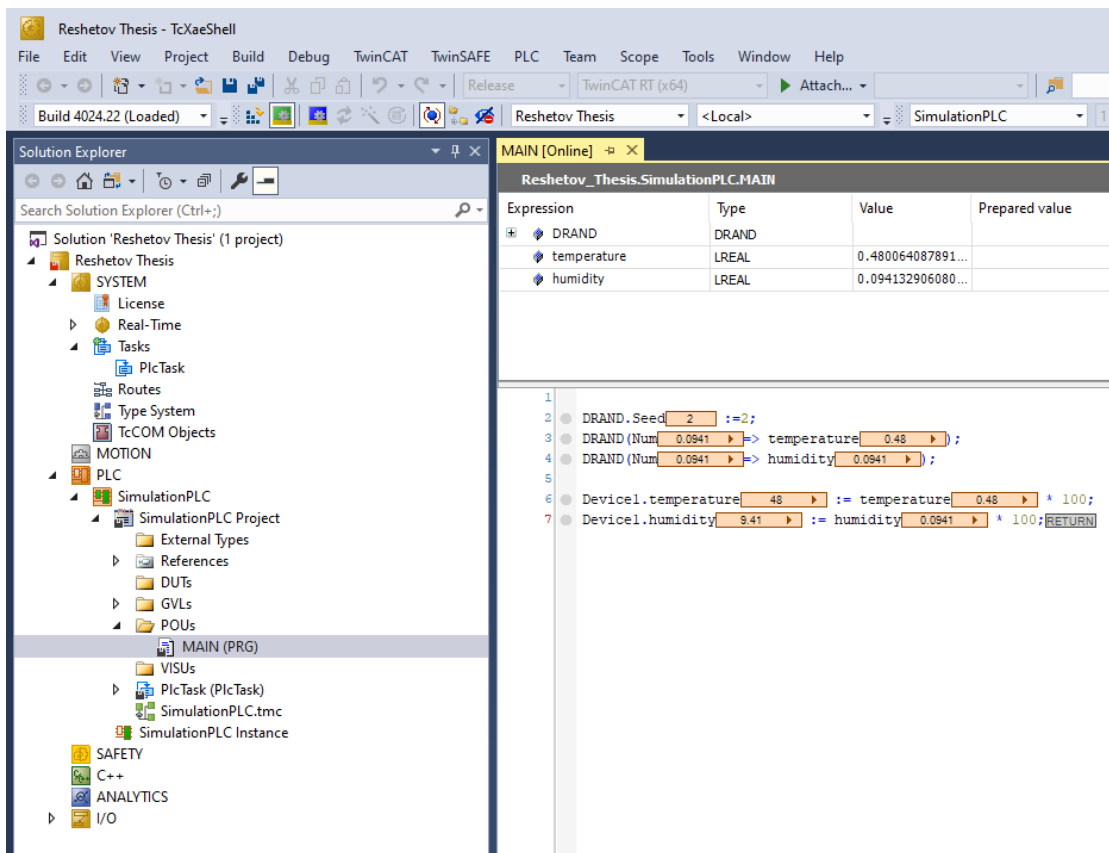 Reshetov Thesis - TcXaeShell
File Edit View Project Build Debug TwinCAT TwinSAFE PLC Team Scope Tools Window Help
Release TwinCAT RT (x64) Attach...
Build 4024.22 (Loaded) Reshetov Thesis <Local> SimulationPLC 1
Solution Explorer
Search Solution Explorer (Ctrl+;)
Solution 'Reshetov Thesis' (1 project)
Reshetov Thesis
SYSTEM
License
Real-Time
Tasks
PlcTask
Routes
Type System
TcCOM Objects
MOTION
PLC
SimulationPLC
SimulationPLC Project
External Types
References
DUTs
GVLs
POUs
MAIN (PRG)
VISUs
PlcTask (PlcTask)
SimulationPLC.tmc
SimulationPLC Instance
SAFETY
C++
ANALYTICS
I/O
MAIN [Online]
Reshetov_Thesis.SimulationPLC.MAIN
Expression Type Value Prepared value
DRAND DRAND
temperature LREAL 0.480064087891...
humidity LREAL 0.094132906080...
1
2 DRAND.Seed 2 :=2;
3 DRAND(Num 0.0941 => temperature 0.48 );
4 DRAND(Num 0.0941 => humidity 0.0941 );
5
6 Device1.temperature 48 := temperature 0.48 * 100;
7 Device1.humidity 9.41 := humidity 0.0941 * 100; RETURN